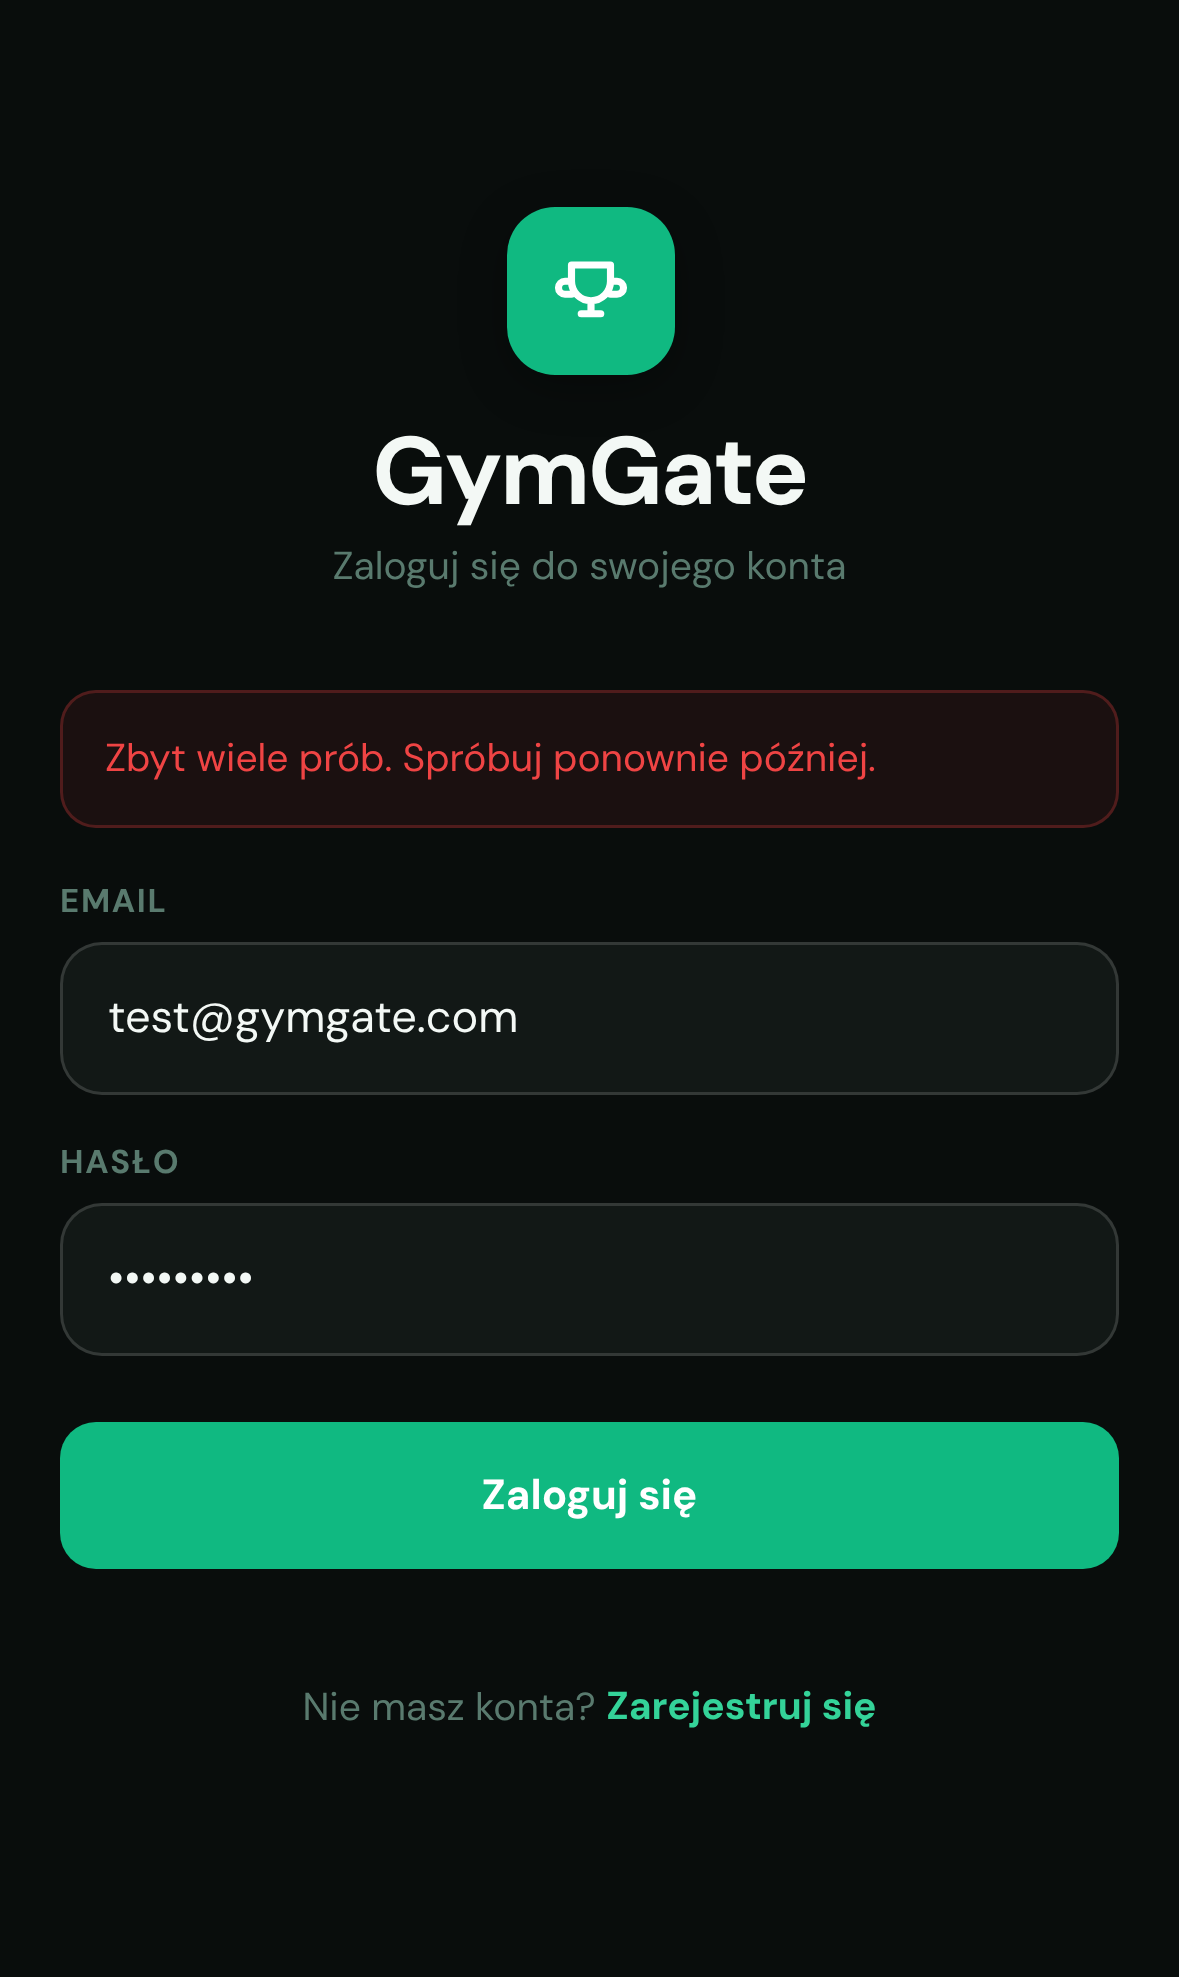 GymGate
Zaloguj się do swojego konta
Zbyt wiele prób. Spróbuj ponownie później.
EMAIL
test@gymgate.com
HASŁO
•••••••••
Zaloguj się
Nie masz konta? Zarejestruj się